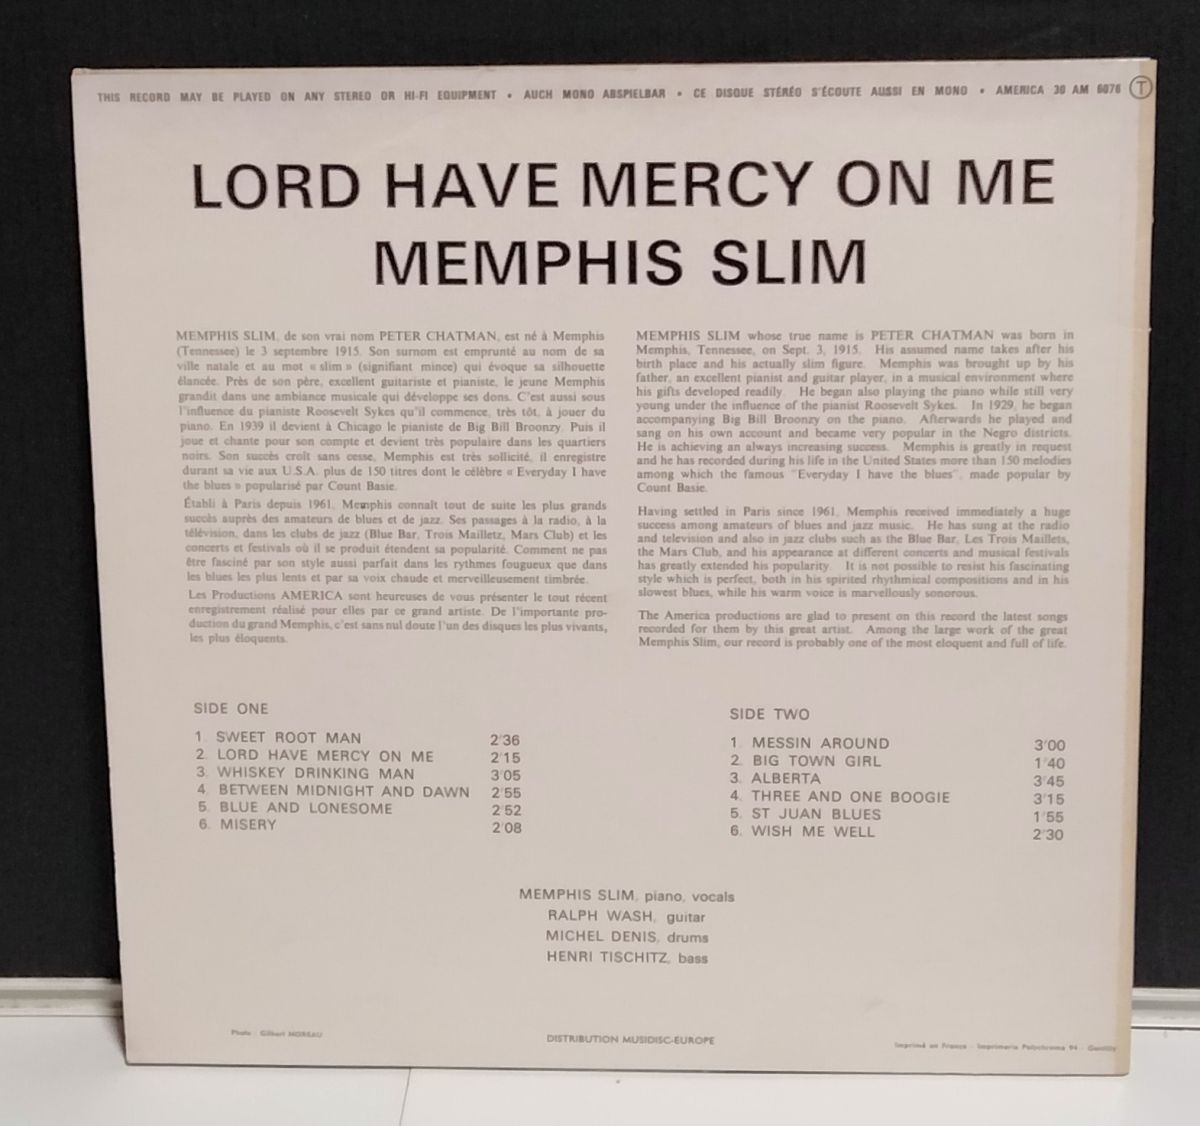 THIS RECORD MAY BE PLAYED ON ANY STEREO OR HI-FI EQUIPMENT • AUCH MONO ABSPIELBAR • CE DISQUE STÉRÉO S'ÉCOUTE AUSSI EN MONO • AMERICA 30 AM 6076 T
LORD HAVE MERCY ON ME
MEMPHIS SLIM
MEMPHIS SLIM, de son vrai nom PETER CHATMAN, est né à Memphis
(Tennessee) le 3 septembre 1915. Son surnom est emprunté au nom de sa
ville natale et au mot « slim » (signifiant mince) qui évoque sa silhouette
élancée. Près de son père, excellent guitariste et pianiste, le jeune Memphis
grandit dans une ambiance musicale qui développe ses dons. C'est aussi sous
l'influence du pianiste Roosevelt Sykes qu'il commence, très tôt, à jouer du
piano. En 1939 il devient à Chicago le pianiste de Big Bill Broonzy. Puis il
joue et chante pour son compte et devient très populaire dans les quartiers
noirs. Son succès croît sans cesse, Memphis est très sollicité, il enregistre
durant sa vie aux U.S.A. plus de 150 titres dont le célèbre « Everyday I have
the blues » popularisé par Count Basie.
Établi à Paris depuis 1961, Memphis connaît tout de suite les plus grands
succès auprès des amateurs de blues et de jazz. Ses passages à la radio, à la
télévision, dans les clubs de jazz (Blue Bar, Trois Mailletz, Mars Club) et les
concerts et festivals où il se produit étendent sa popularité. Comment ne pas
être fasciné par son style aussi parfait dans les rythmes fougueux que dans
les blues les plus lents et par sa voix chaude et merveilleusement timbrée.
Les Productions AMERICA sont heureuses de vous présenter le tout récent
enregistrement réalisé pour elles par ce grand artiste. De l'importante pro-
duction du grand Memphis, c'est sans nul doute l'un des disques les plus vivants,
les plus éloquents.
MEMPHIS SLIM whose true name is PETER CHATMAN was born in
Memphis, Tennessee, on Sept. 3, 1915. His assumed name takes after his
birth place and his actually slim figure. Memphis was brought up by his
father, an excellent pianist and guitar player, in a musical environment where
his gifts developed readily. He began also playing the piano while still very
young under the influence of the pianist Roosevelt Sykes. In 1929, he began
accompanying Big Bill Broonzy on the piano. Afterwards he played and
sang on his own account and became very popular in the Negro districts.
He is achieving an always increasing success. Memphis is greatly in request
and he has recorded during his life in the United States more than 150 melodies
among which the famous "Everyday I have the blues", made popular by
Count Basie.
Having settled in Paris since 1961, Memphis received immediately a huge
success among amateurs of blues and jazz music. He has sung at the radio
and television and also in jazz clubs such as the Blue Bar, Les Trois Maillets,
the Mars Club, and his appearance at different concerts and musical festivals
has greatly extended his popularity. It is not possible to resist his fascinating
style which is perfect, both in his spirited rhythmical compositions and in his
slowest blues, while his warm voice is marvellously sonorous.
The America productions are glad to present on this record the latest songs
recorded for them by this great artist. Among the large work of the great
Memphis Slim, our record is probably one of the most eloquent and full of life.
SIDE ONE
1. SWEET ROOT MAN 2'36
2. LORD HAVE MERCY ON ME 2'15
3. WHISKEY DRINKING MAN 3'05
4. BETWEEN MIDNIGHT AND DAWN 2'55
5. BLUE AND LONESOME 2'52
6. MISERY 2'08
SIDE TWO
1. MESSIN AROUND 3'00
2. BIG TOWN GIRL 1'40
3. ALBERTA 3'45
4. THREE AND ONE BOOGIE 3'15
5. ST JUAN BLUES 1'55
6. WISH ME WELL 2'30
MEMPHIS SLIM, piano, vocals
RALPH WASH, guitar
MICHEL DENIS, drums
HENRI TISCHITZ, bass
Photo : Gilbert MOREAU
DISTRIBUTION MUSIDISC-EUROPE
Imprimé en France - Imprimerie Polychrome 94 - Gentilly